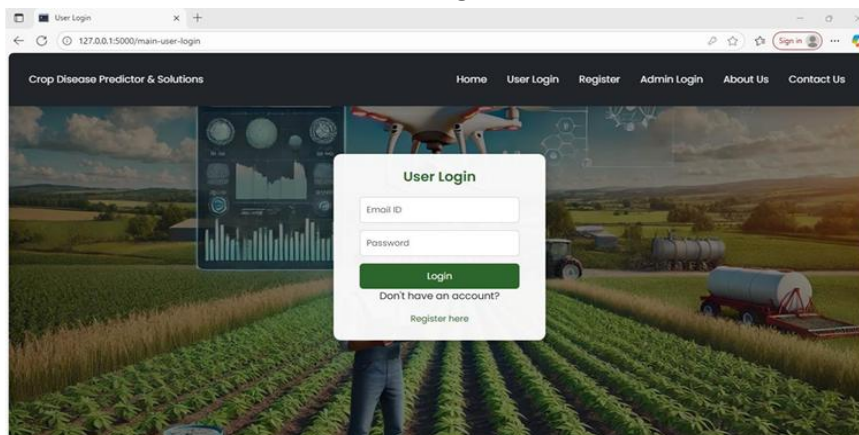 User Login
127.0.0.1:5000/main-user-login
Sign in
Crop Disease Predictor & Solutions
Home User Login Register Admin Login About Us Contact Us
User Login
Email ID
Password
Login
Don't have an account?
Register here